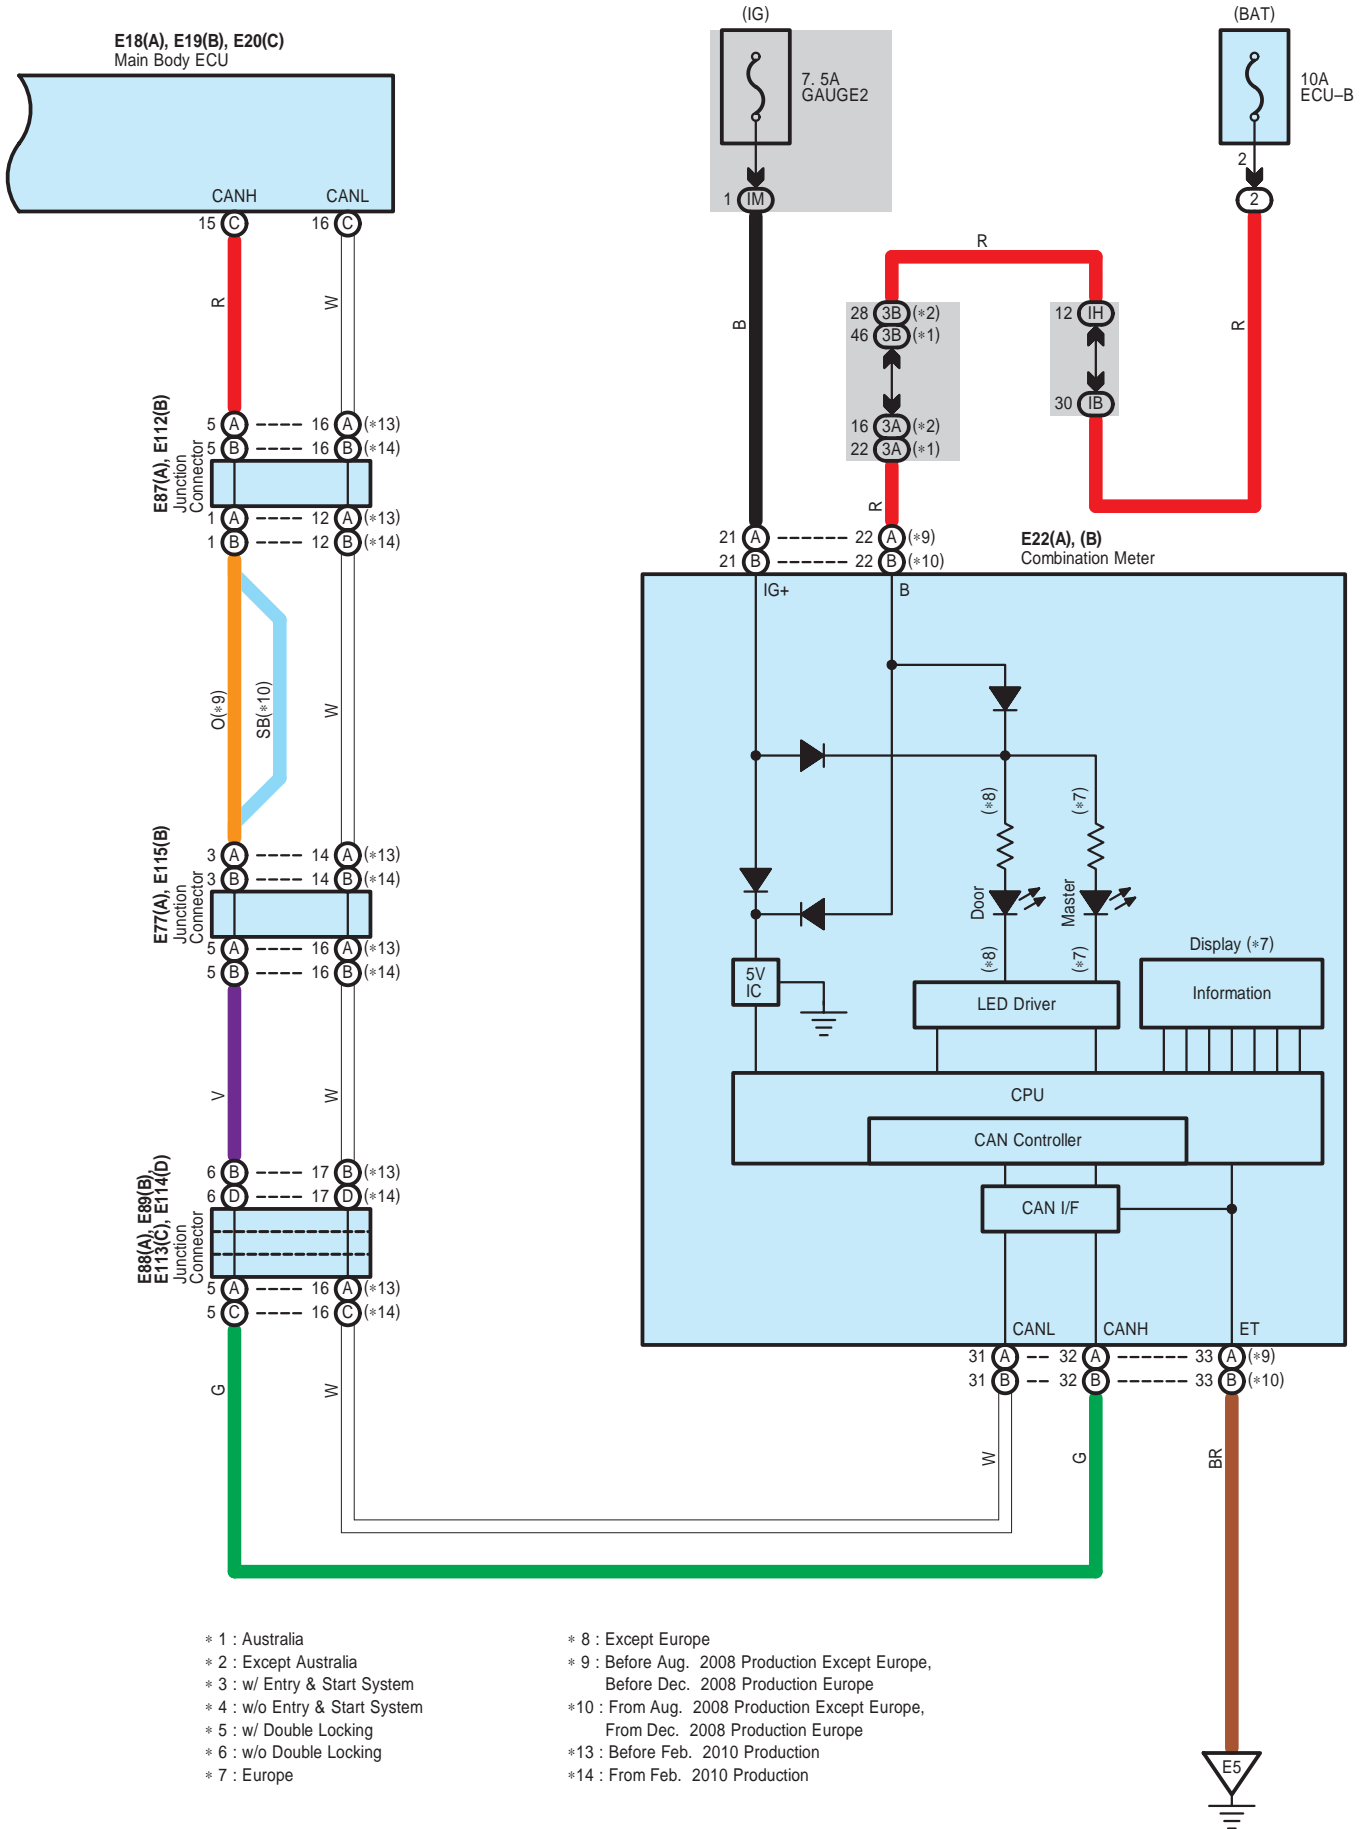 (IG)
(BAT)
E18(A), E19(B), E20(C)
Main Body ECU
7. 5A
GAUGE2
10A
ECU–B
CANH
CANL
2
15 C
16 C
1 IM
2
R
W
B
R
R
28 3B (*2)
46 3B (*1)
12 IH
30 IB
16 3A (*2)
22 3A (*1)
R
E87(A), E112(B)
Junction
Connector
5 A 16 A (*13)
5 B 16 B (*14)
1 A 12 A (*13)
1 B 12 B (*14)
21 A 22 A (*9)
21 B 22 B (*10)
E22(A), (B)
Combination Meter
IG+
B
O(*9)
SB(*10)
W
(*8)
(*7)
Door
Master
(*8)
(*7)
E77(A), E115(B)
Junction
Connector
3 A 14 A (*13)
3 B 14 B (*14)
5 A 16 A (*13)
5 B 16 B (*14)
5V
IC
LED Driver
Display (*7)
Information
CPU
CAN Controller
CAN I/F
V
W
E88(A), E89(B),
E113(C), E114(D)
Junction
Connector
6 B 17 B (*13)
6 D 17 D (*14)
5 A 16 A (*13)
5 C 16 C (*14)
CANL
CANH
ET
31 A 32 A 33 A (*9)
31 B 32 B 33 B (*10)
G
W
W
G
BR
* 1 : Australia
* 2 : Except Australia
* 3 : w/ Entry & Start System
* 4 : w/o Entry & Start System
* 5 : w/ Double Locking
* 6 : w/o Double Locking
* 7 : Europe
* 8 : Except Europe
* 9 : Before Aug. 2008 Production Except Europe,
Before Dec. 2008 Production Europe
*10 : From Aug. 2008 Production Except Europe,
From Dec. 2008 Production Europe
*13 : Before Feb. 2010 Production
*14 : From Feb. 2010 Production
E5